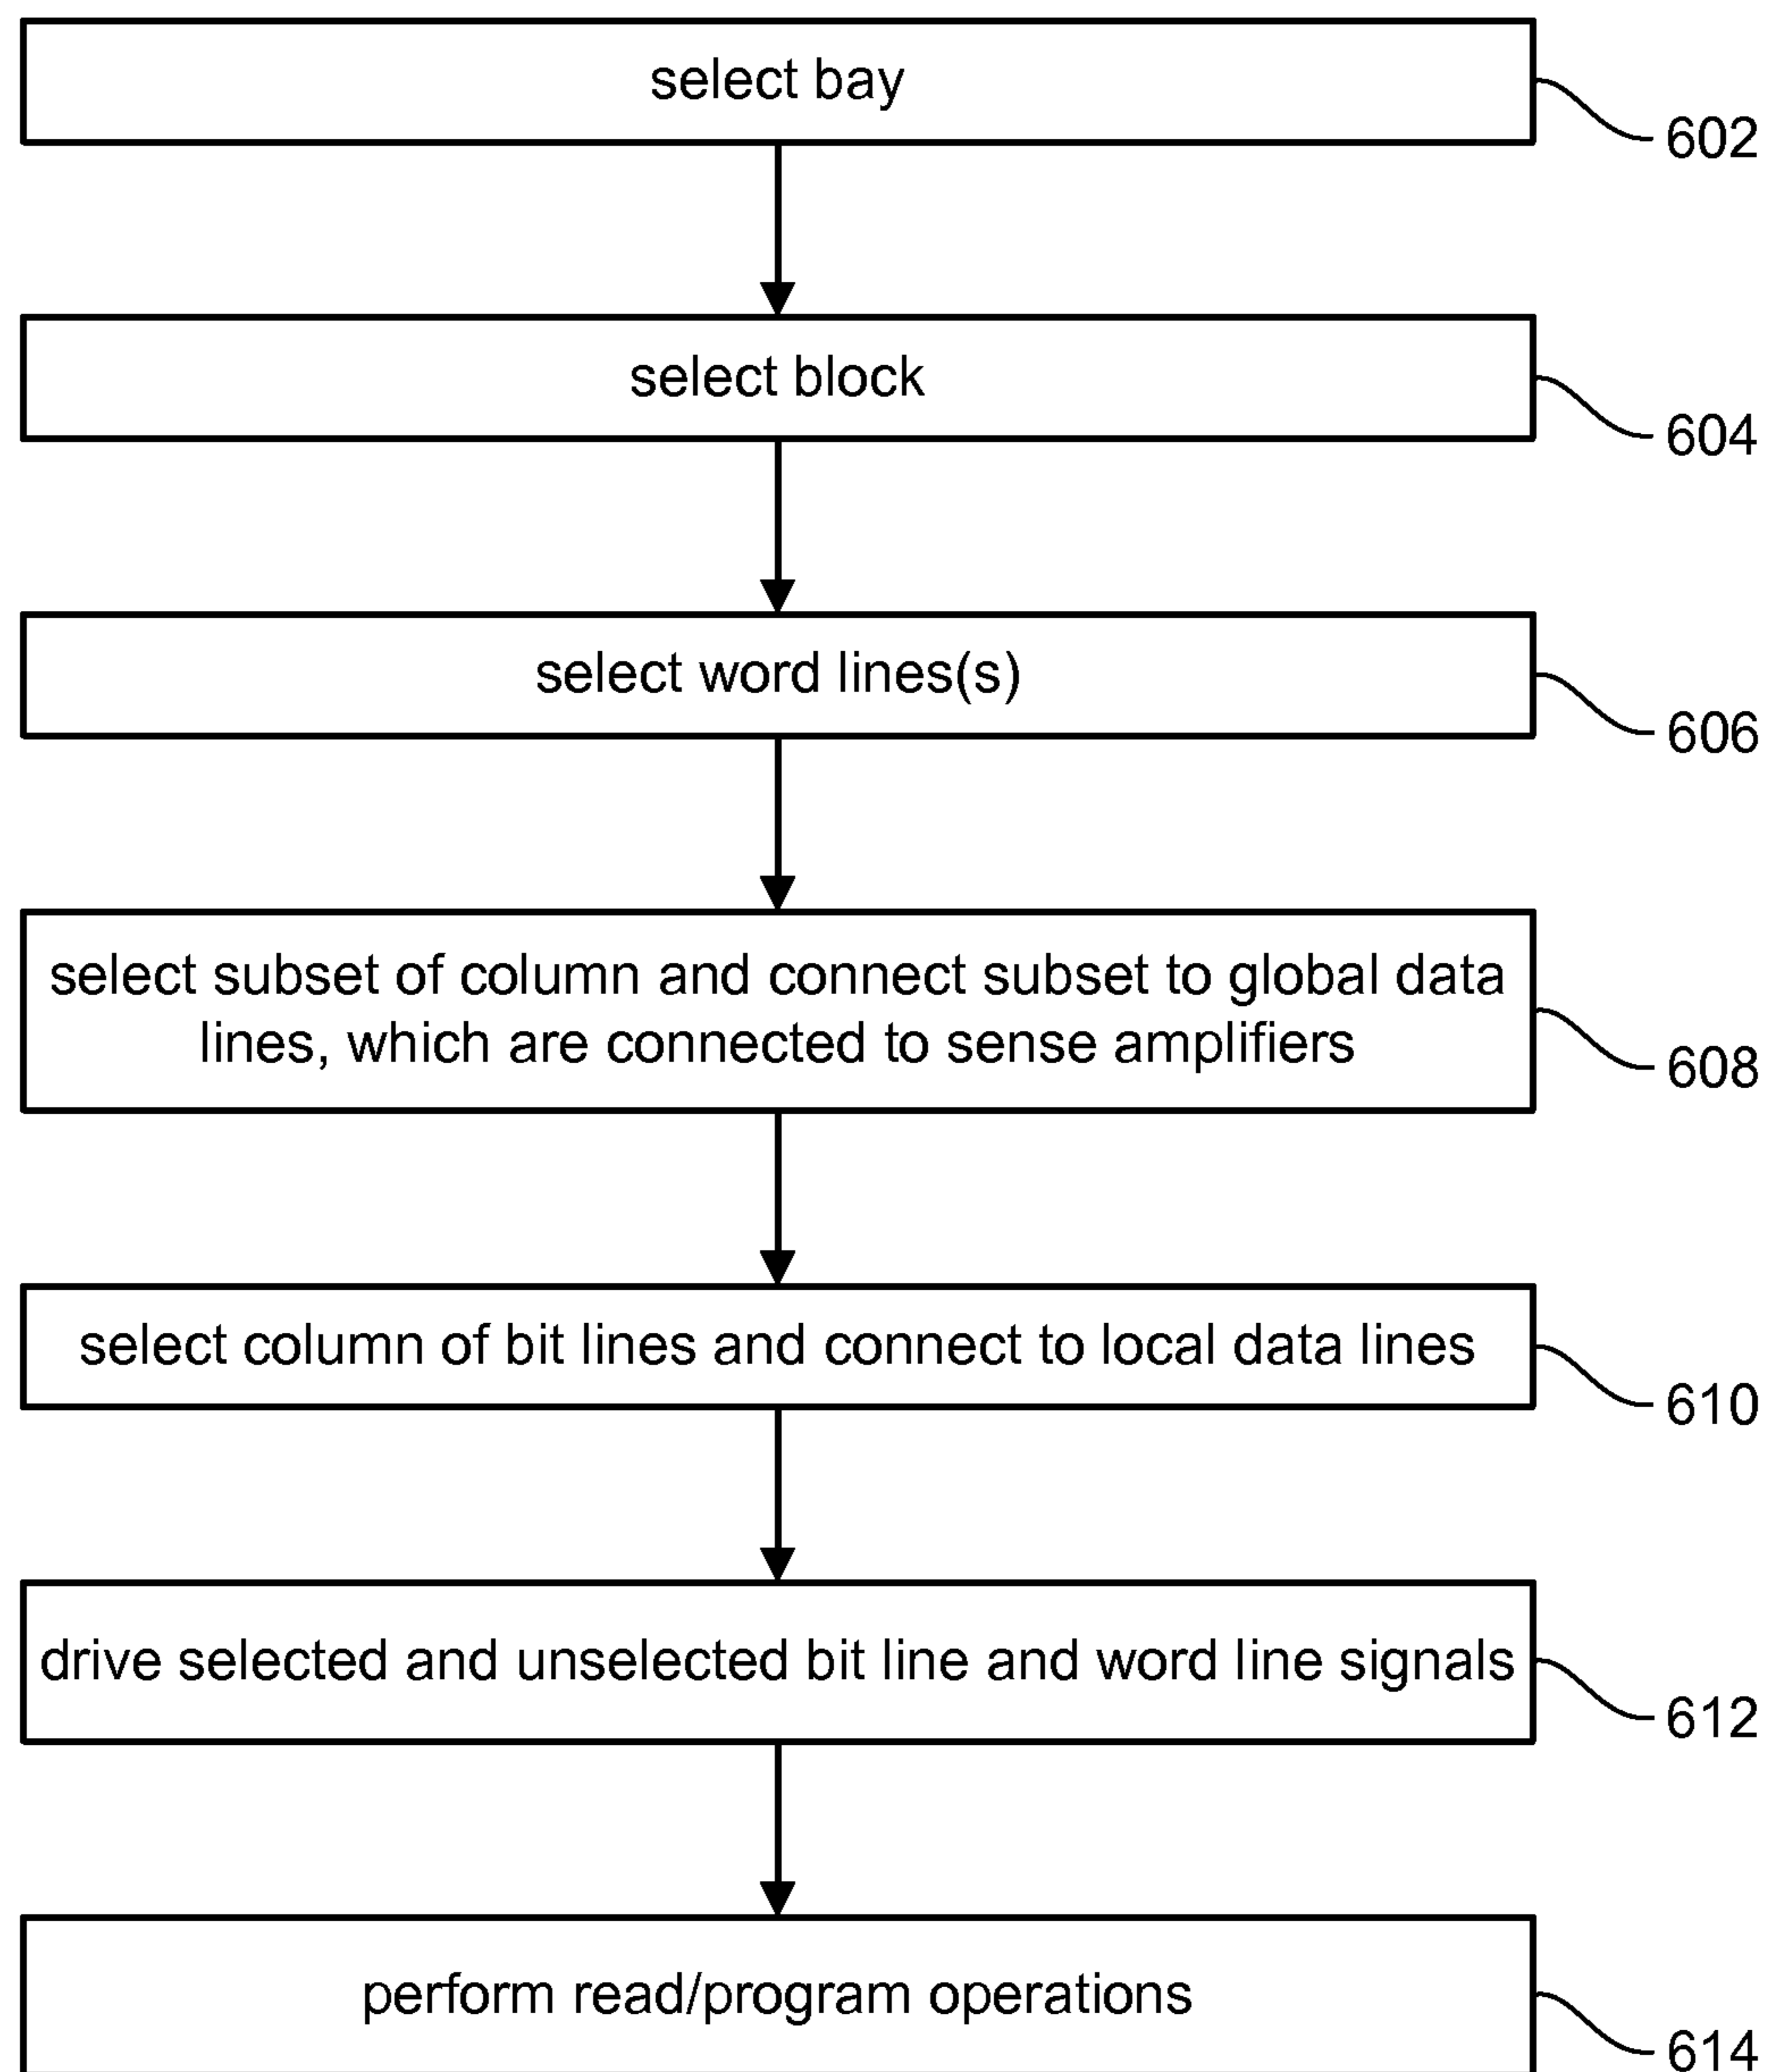 select bay
602
select block
604
select word lines(s)
606
select subset of column and connect subset to global data
lines, which are connected to sense amplifiers
608
select column of bit lines and connect to local data lines
610
drive selected and unselected bit line and word line signals
612
perform read/program operations
614